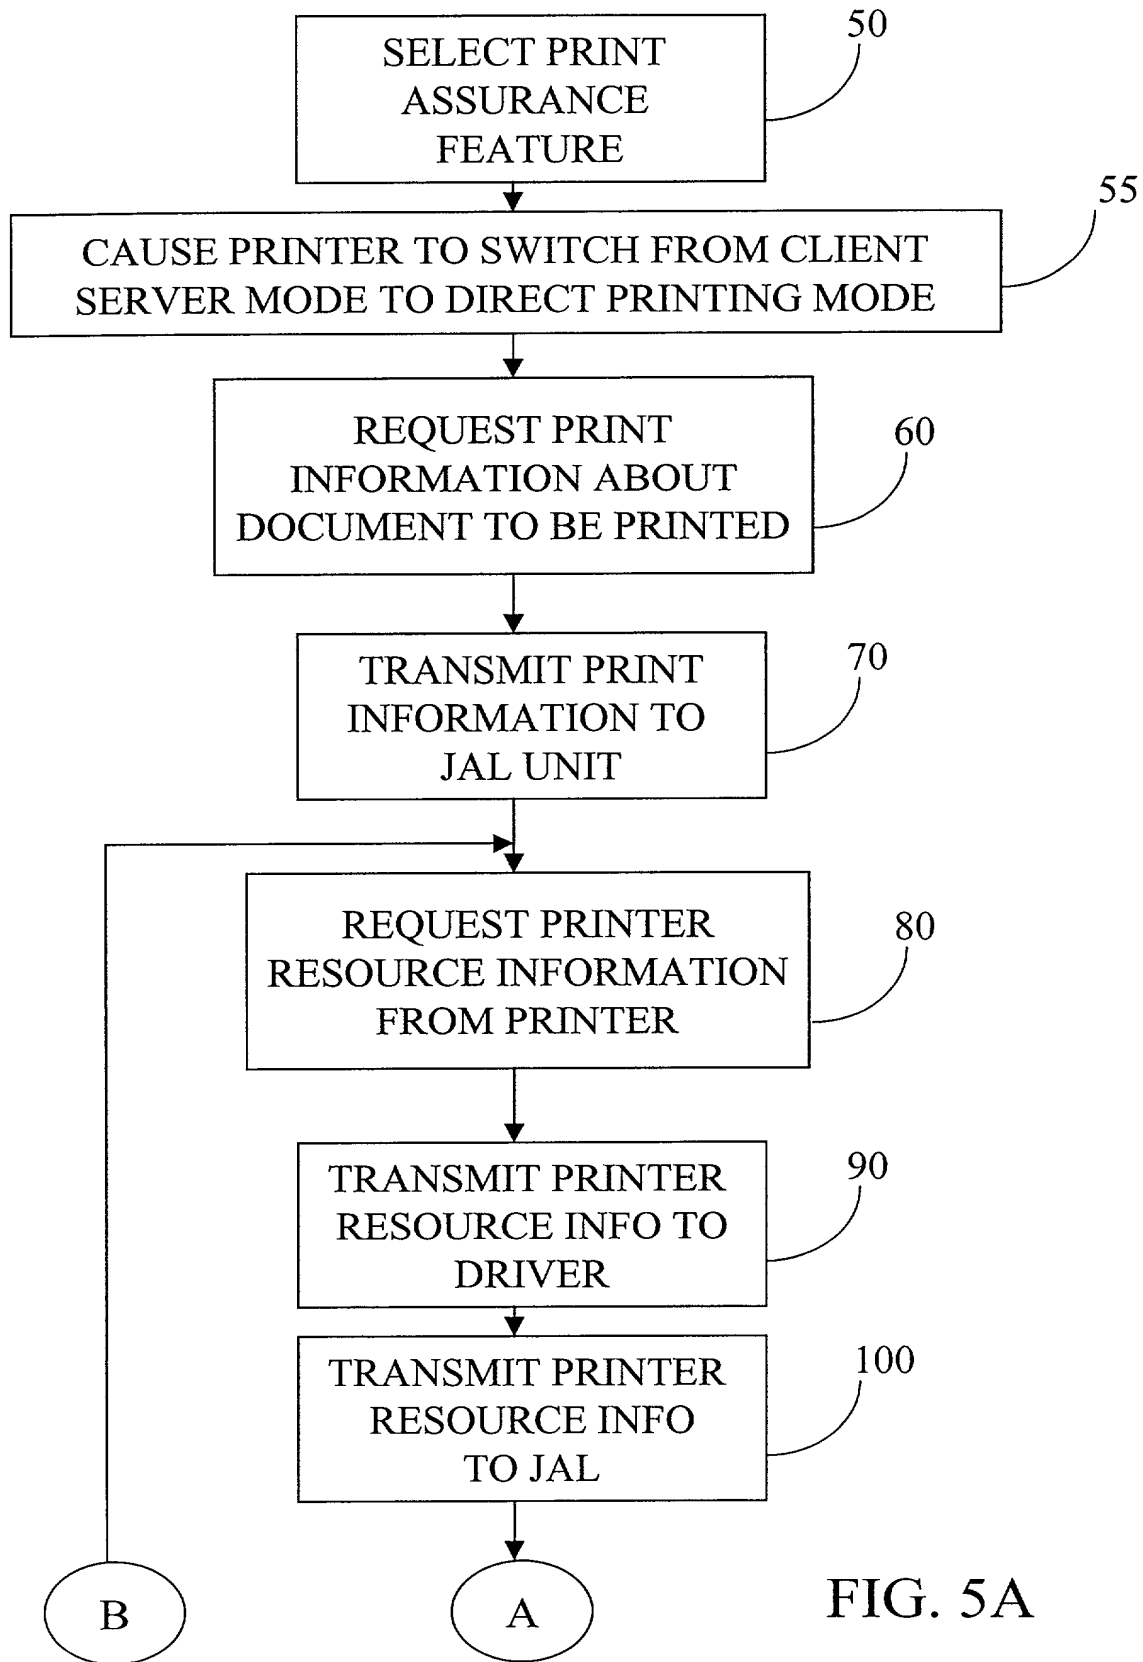 50
SELECT PRINT
ASSURANCE
FEATURE
55
CAUSE PRINTER TO SWITCH FROM CLIENT
SERVER MODE TO DIRECT PRINTING MODE
60
REQUEST PRINT
INFORMATION ABOUT
DOCUMENT TO BE PRINTED
70
TRANSMIT PRINT
INFORMATION TO
JAL UNIT
80
REQUEST PRINTER
RESOURCE INFORMATION
FROM PRINTER
90
TRANSMIT PRINTER
RESOURCE INFO TO
DRIVER
100
TRANSMIT PRINTER
RESOURCE INFO
TO JAL
B
A
FIG. 5A